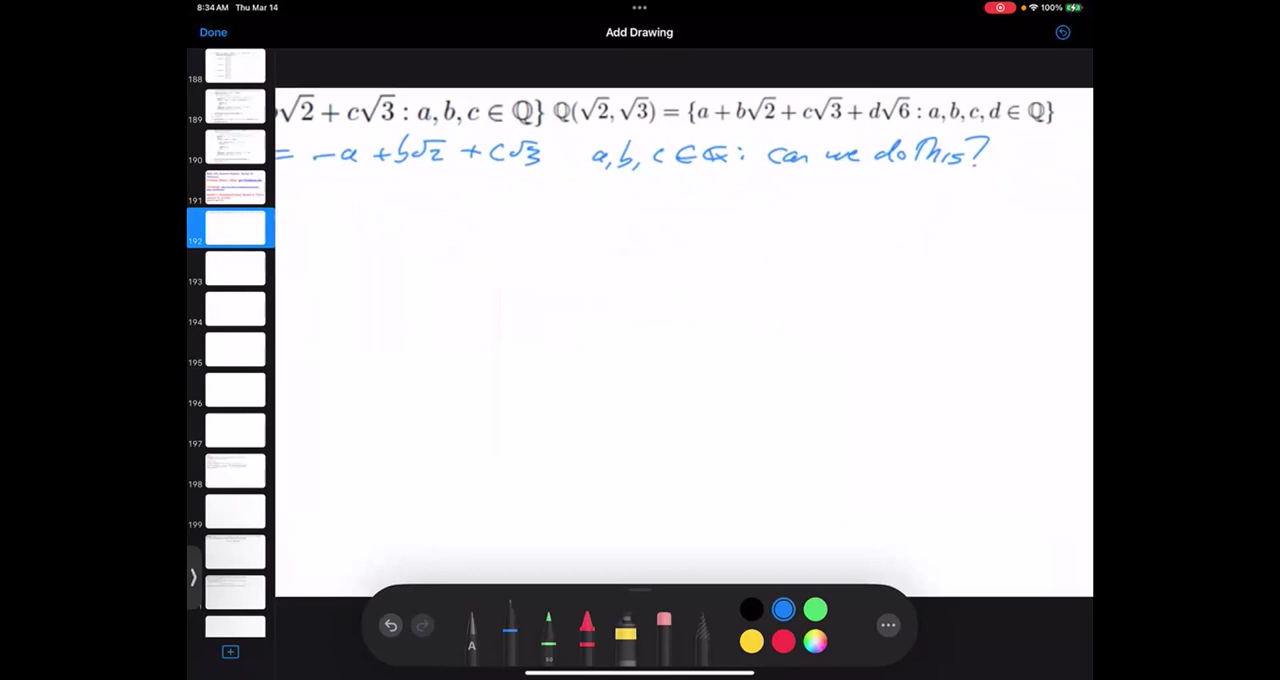 8:34 AM Thu Mar 14
100%
Done
Add Drawing
188
189
190
191
192
193
194
195
196
197
198
199
√2 + c√3 : a, b, c ∈ ℚ} ℚ(√2, √3) = {a + b√2 + c√3 + d√6 : a, b, c, d ∈ ℚ}
= -a + b√2 + c√3 a, b, c ∈ ℚ: can we do this?
A
50